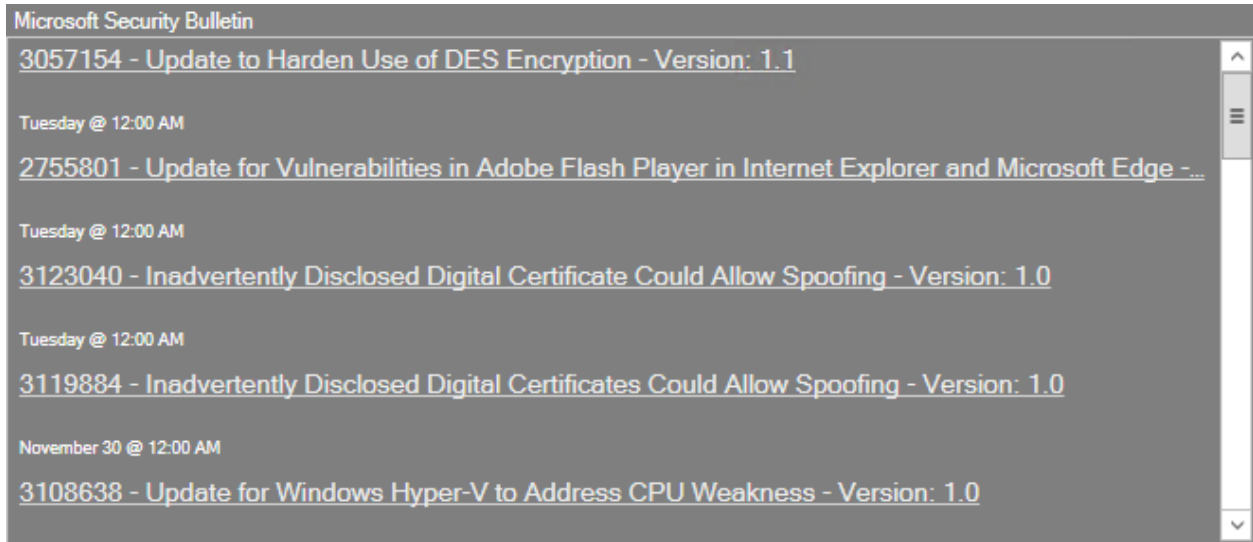 Microsoft Security Bulletin
3057154 - Update to Harden Use of DES Encryption - Version: 1.1
Tuesday @ 12:00 AM
2755801 - Update for Vulnerabilities in Adobe Flash Player in Internet Explorer and Microsoft Edge -...
Tuesday @ 12:00 AM
3123040 - Inadvertently Disclosed Digital Certificate Could Allow Spoofing - Version: 1.0
Tuesday @ 12:00 AM
3119884 - Inadvertently Disclosed Digital Certificates Could Allow Spoofing - Version: 1.0
November 30 @ 12:00 AM
3108638 - Update for Windows Hyper-V to Address CPU Weakness - Version: 1.0